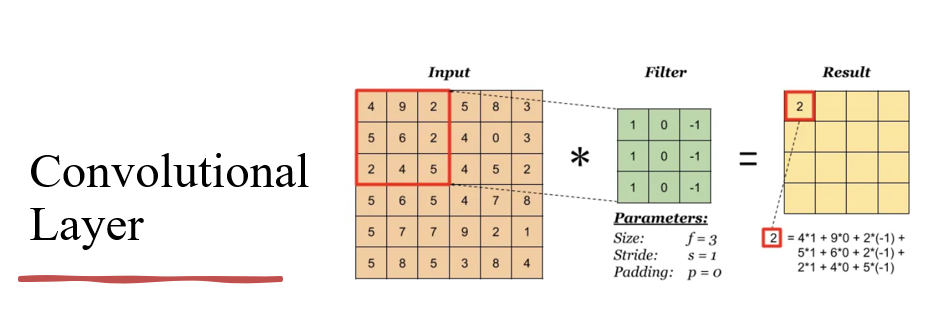 Convolutional
Layer
Input
4 9 2 5 8 3
5 6 2 4 0 3
2 4 5 4 5 2
5 6 5 4 7 8
5 7 7 9 2 1
5 8 5 3 8 4
*
Filter
1 0 -1
1 0 -1
1 0 -1
Parameters:
Size: f = 3
Stride: s = 1
Padding: p = 0
=
Result
2
2 = 4*1 + 9*0 + 2*(-1) +
5*1 + 6*0 + 2*(-1) +
2*1 + 4*0 + 5*(-1)